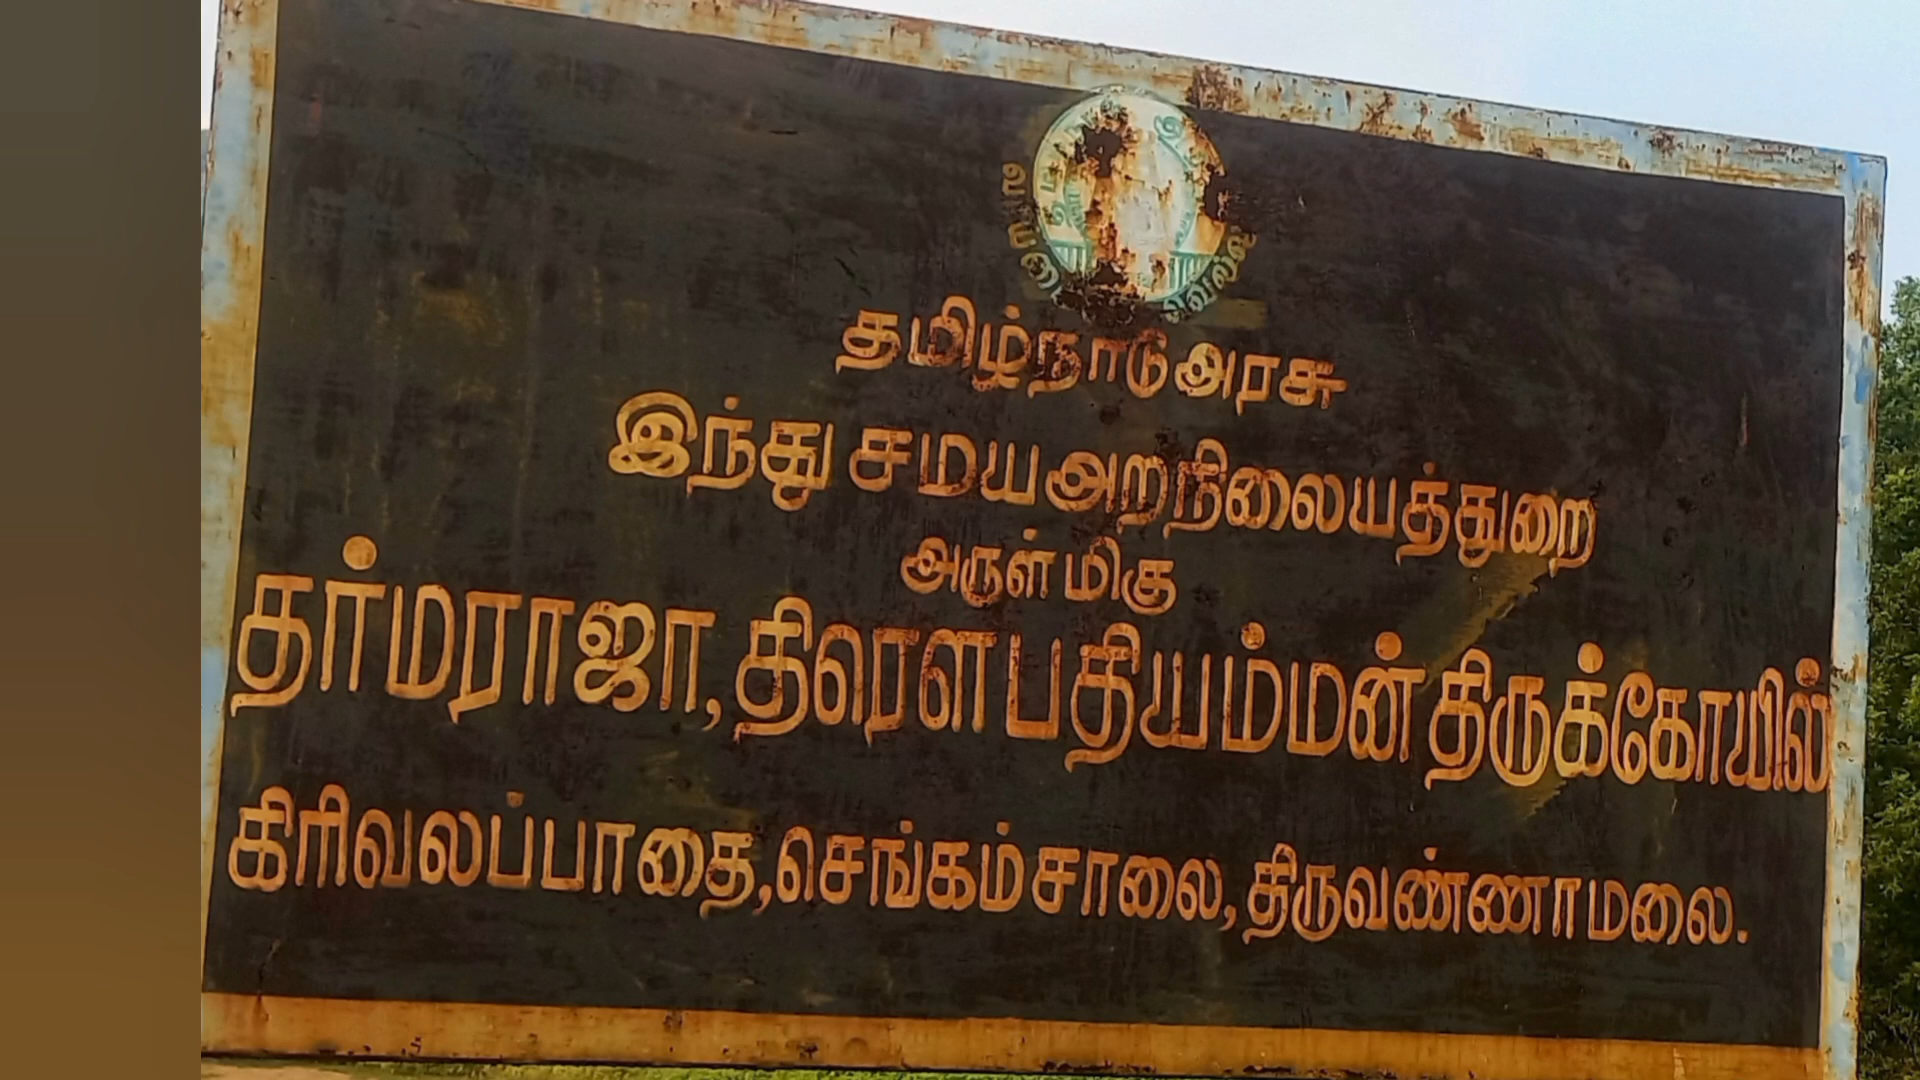 தமிழ்நாடு அரசு
இந்து சமய அறநிலையத்துறை
அருள்மிகு
தர்மராஜா, திரௌபதியம்மன் திருக்கோயில்
கிரிவலப்பாதை, செங்கம் சாலை, திருவண்ணாமலை.